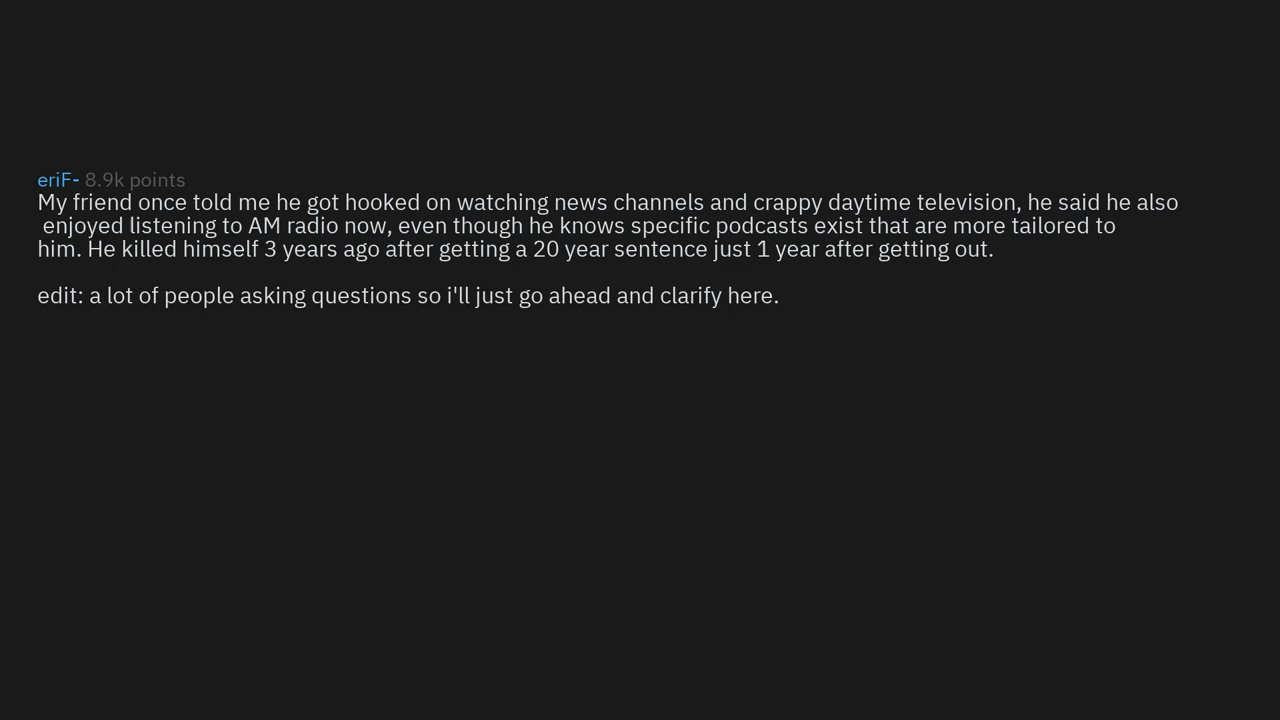 eriF- 8.9k points
My friend once told me he got hooked on watching news channels and crappy daytime television, he said he also
enjoyed listening to AM radio now, even though he knows specific podcasts exist that are more tailored to
him. He killed himself 3 years ago after getting a 20 year sentence just 1 year after getting out.
edit: a lot of people asking questions so i'll just go ahead and clarify here.